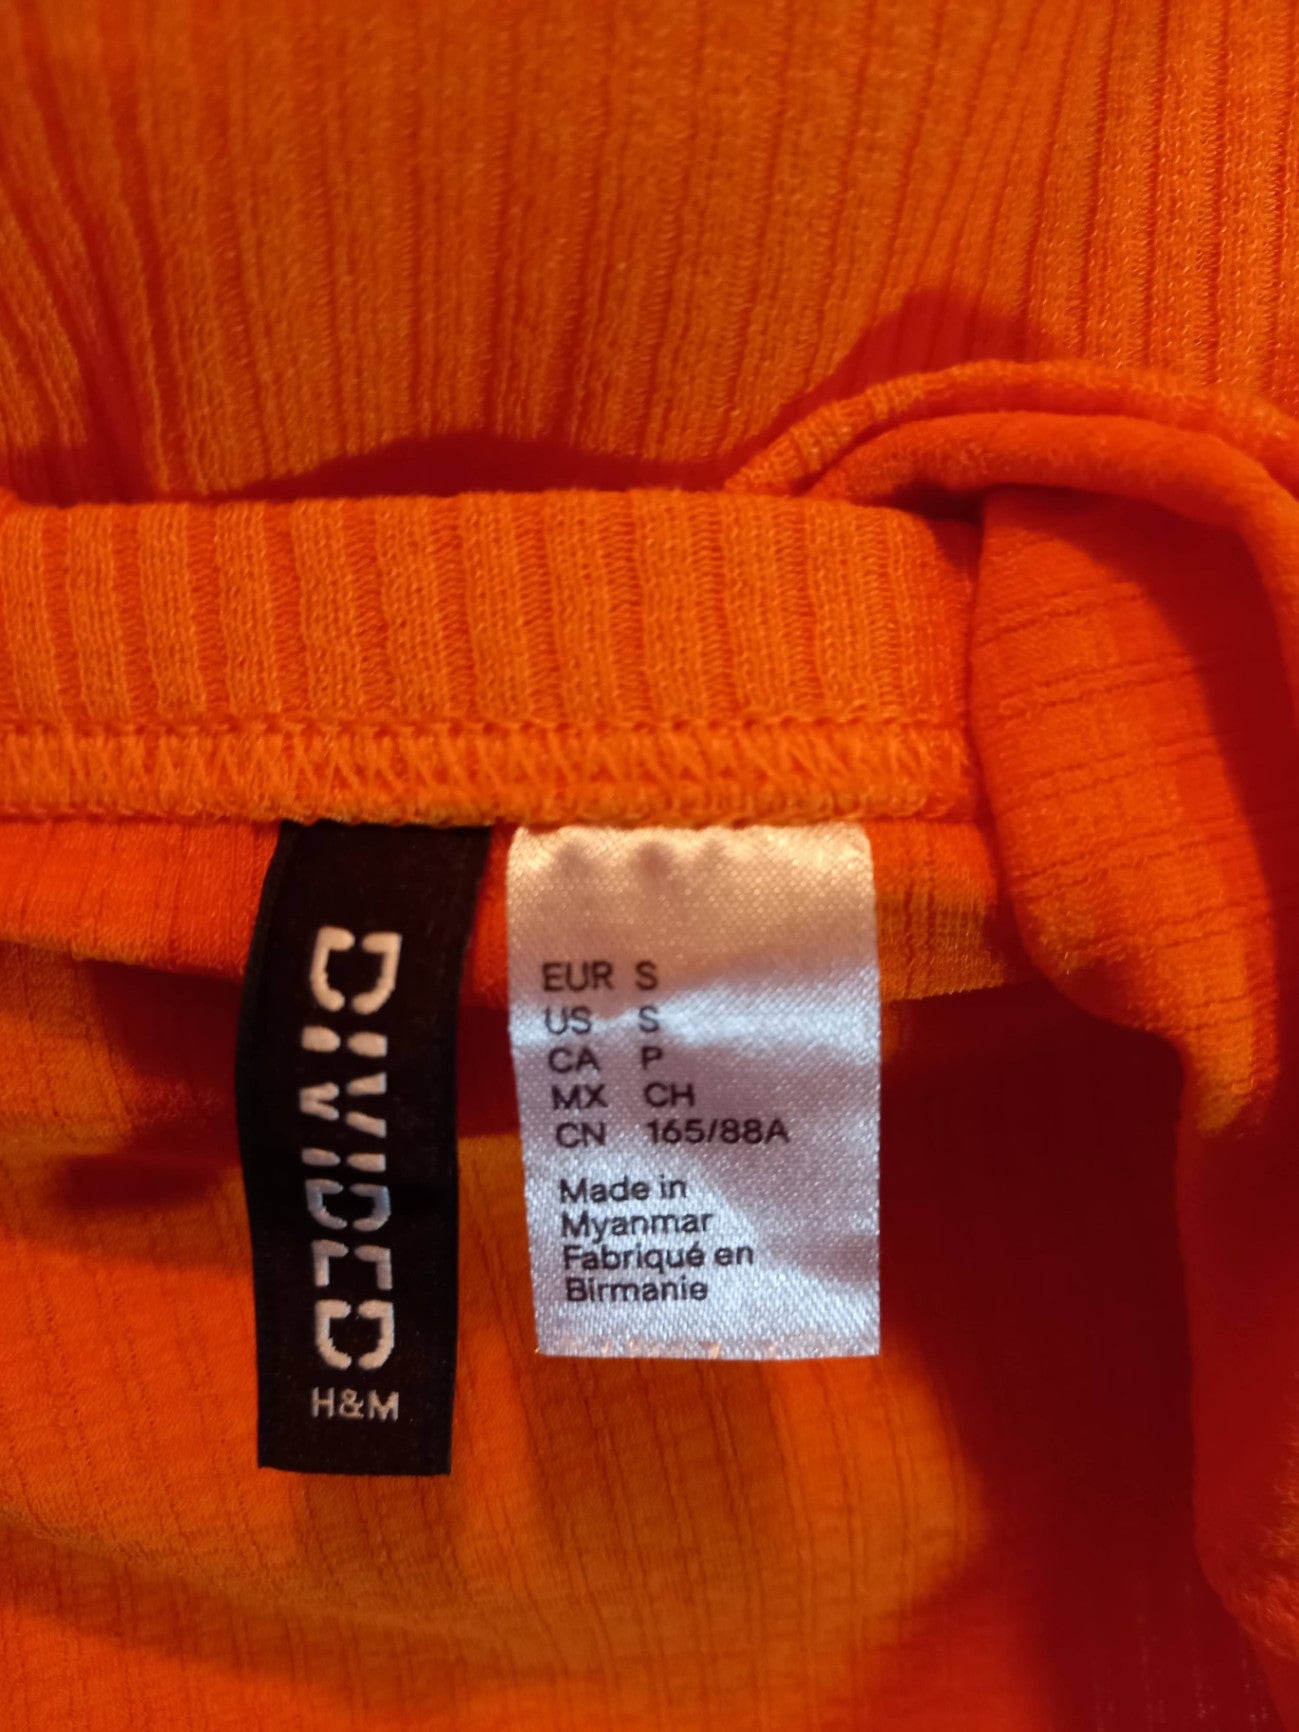 DIVIDED
H&M
EUR S
US S
CA P
MX CH
CN 165/88A
Made in
Myanmar
Fabriqué en
Birmanie